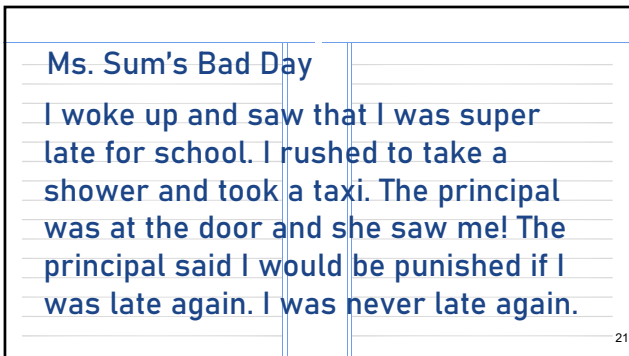 Ms. Sum's Bad Day
I woke up and saw that I was super
late for school. I rushed to take a
shower and took a taxi. The principal
was at the door and she saw me! The
principal said I would be punished if I
was late again. I was never late again.
21